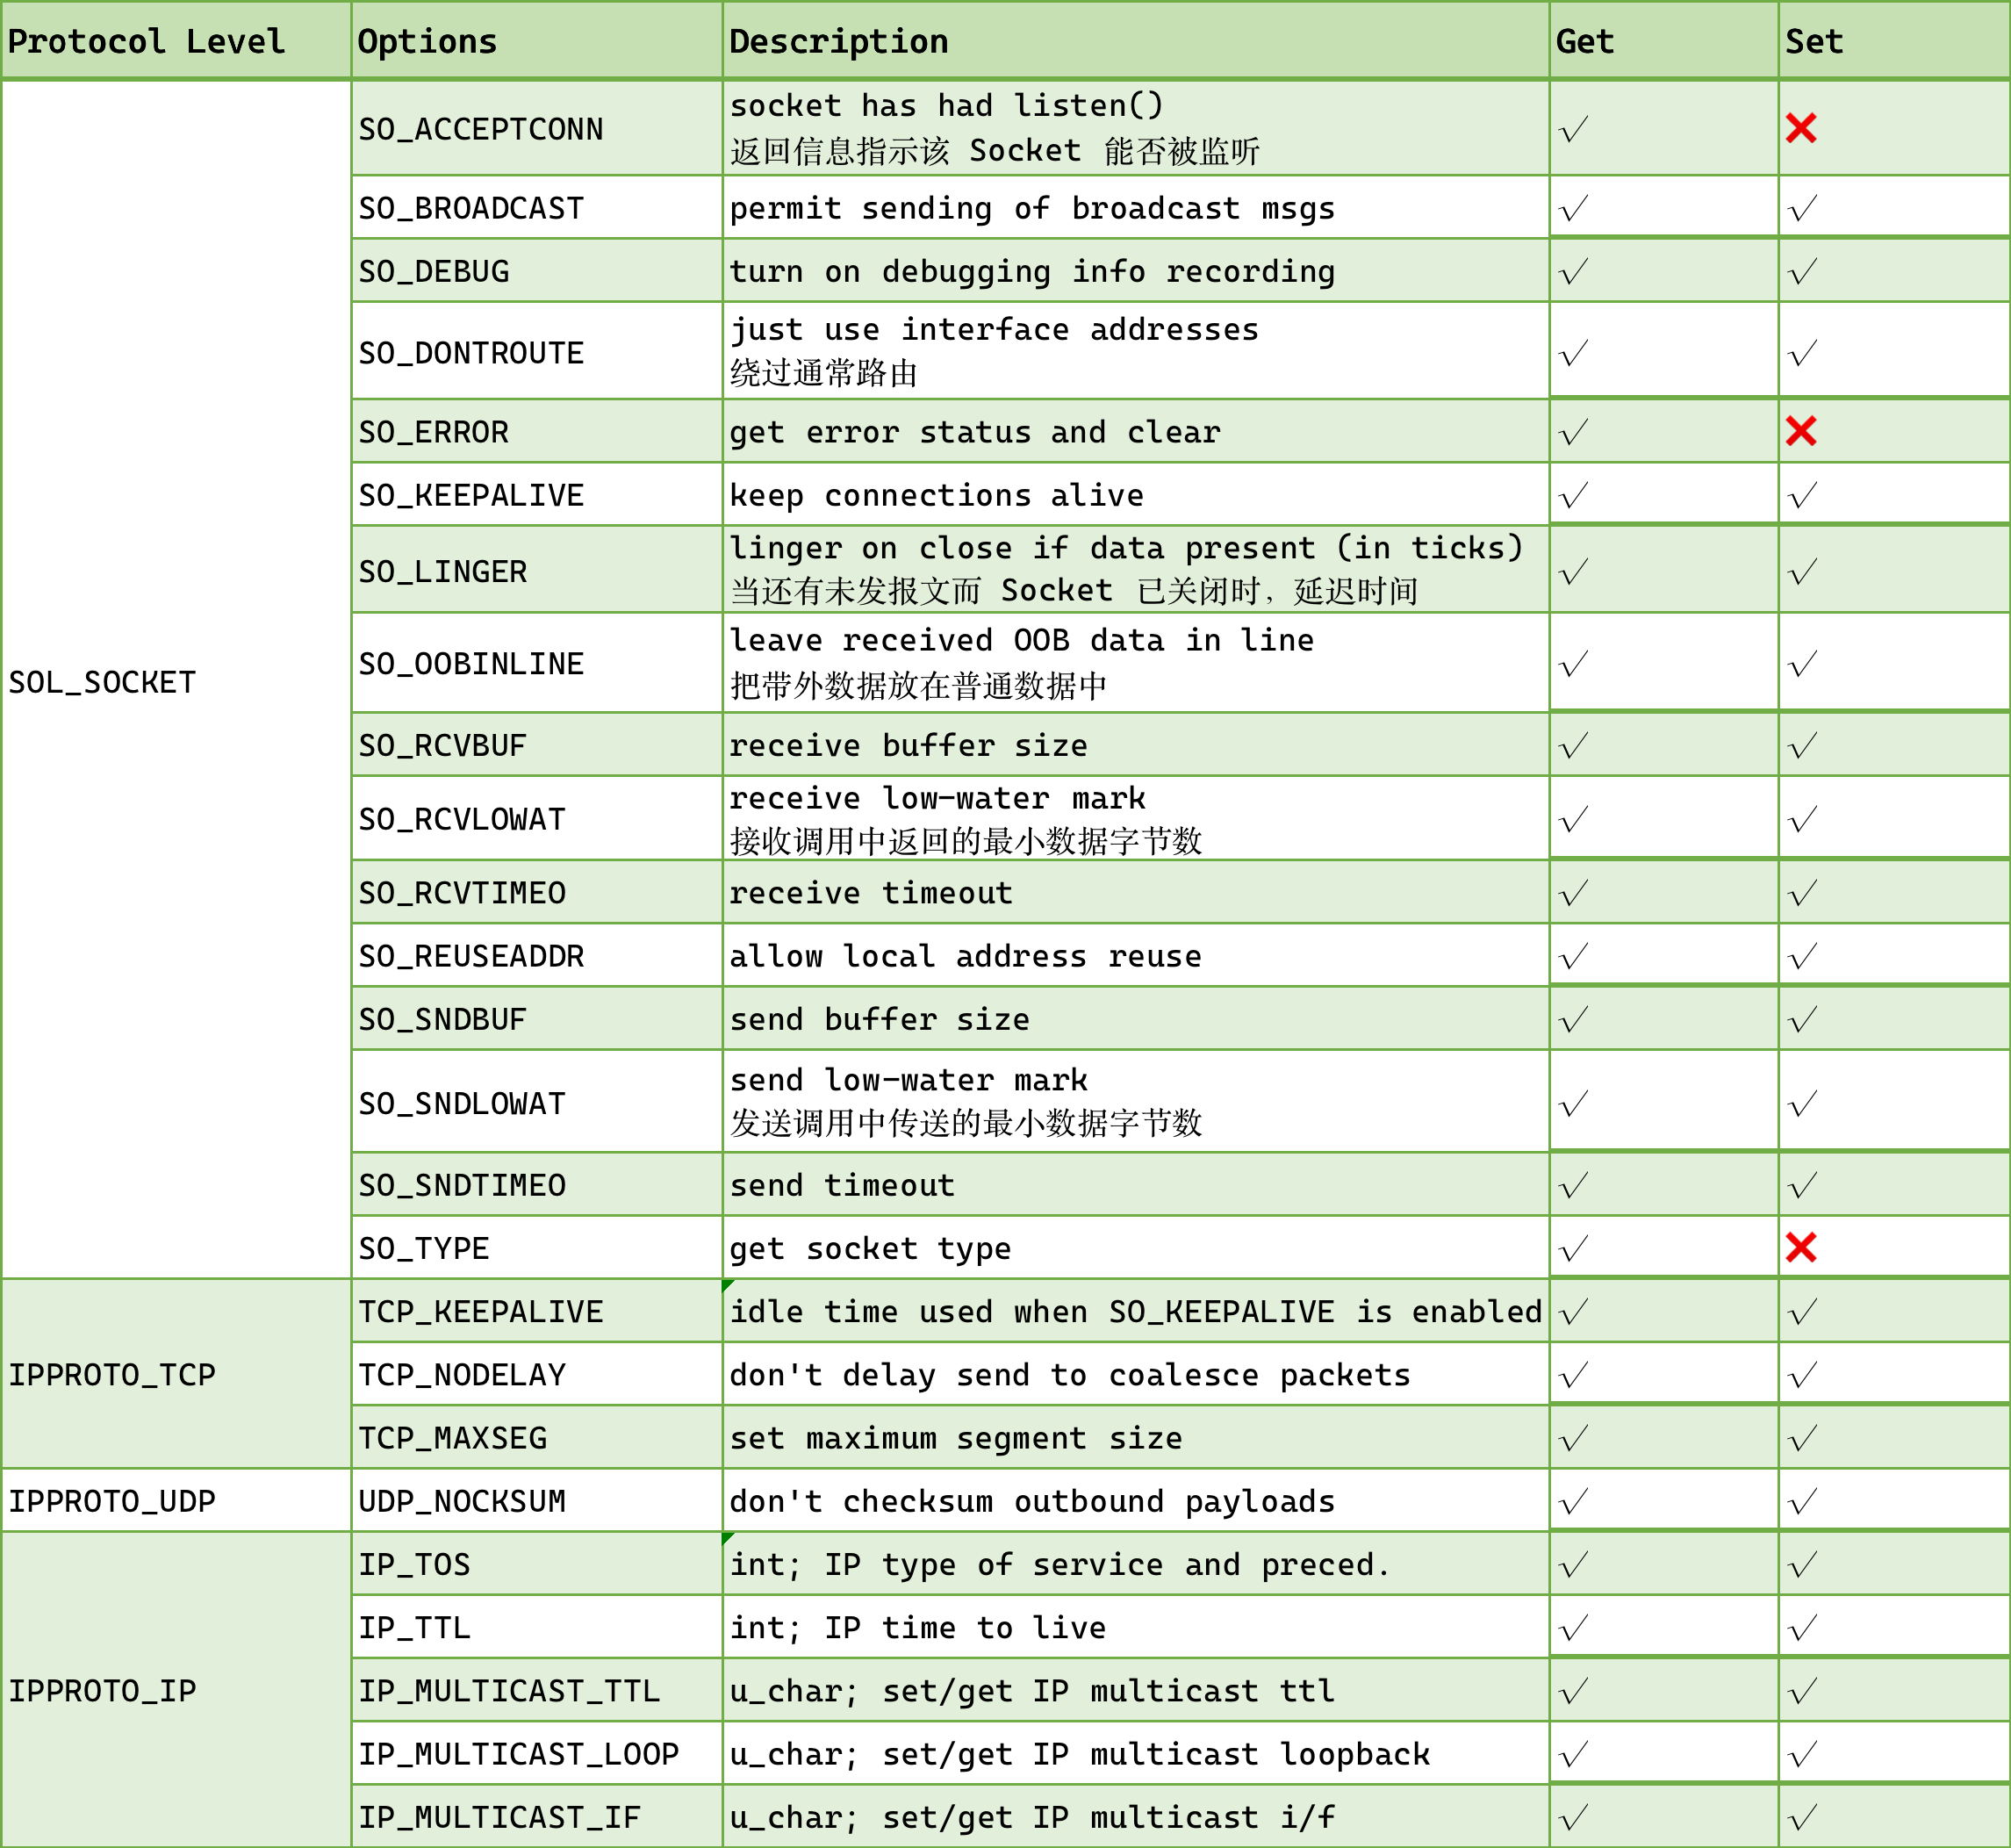 Protocol Level Options Description Get Set
SOL_SOCKET
SO_ACCEPTCONN
socket has had listen()
返回信息指示该 Socket 能否被监听
√ ❌
SO_BROADCAST permit sending of broadcast msgs √ √
SO_DEBUG turn on debugging info recording √ √
SO_DONTROUTE
just use interface addresses
绕过通常路由
√ √
SO_ERROR get error status and clear √ ❌
SO_KEEPALIVE keep connections alive √ √
SO_LINGER
linger on close if data present (in ticks)
当还有未发报文而 Socket 已关闭时，延迟时间
√ √
SO_OOBINLINE
leave received OOB data in line
把带外数据放在普通数据中
√ √
SO_RCVBUF receive buffer size √ √
SO_RCVLOWAT
receive low-water mark
接收调用中返回的最小数据字节数
√ √
SO_RCVTIMEO receive timeout √ √
SO_REUSEADDR allow local address reuse √ √
SO_SNDBUF send buffer size √ √
SO_SNDLOWAT
send low-water mark
发送调用中传送的最小数据字节数
√ √
SO_SNDTIMEO send timeout √ √
SO_TYPE get socket type √ ❌
IPPROTO_TCP
TCP_KEEPALIVE idle time used when SO_KEEPALIVE is enabled √ √
TCP_NODELAY don't delay send to coalesce packets √ √
TCP_MAXSEG set maximum segment size √ √
IPPROTO_UDP UDP_NOCKSUM don't checksum outbound payloads √ √
IPPROTO_IP
IP_TOS int; IP type of service and preced. √ √
IP_TTL int; IP time to live √ √
IP_MULTICAST_TTL u_char; set/get IP multicast ttl √ √
IP_MULTICAST_LOOP u_char; set/get IP multicast loopback √ √
IP_MULTICAST_IF u_char; set/get IP multicast i/f √ √